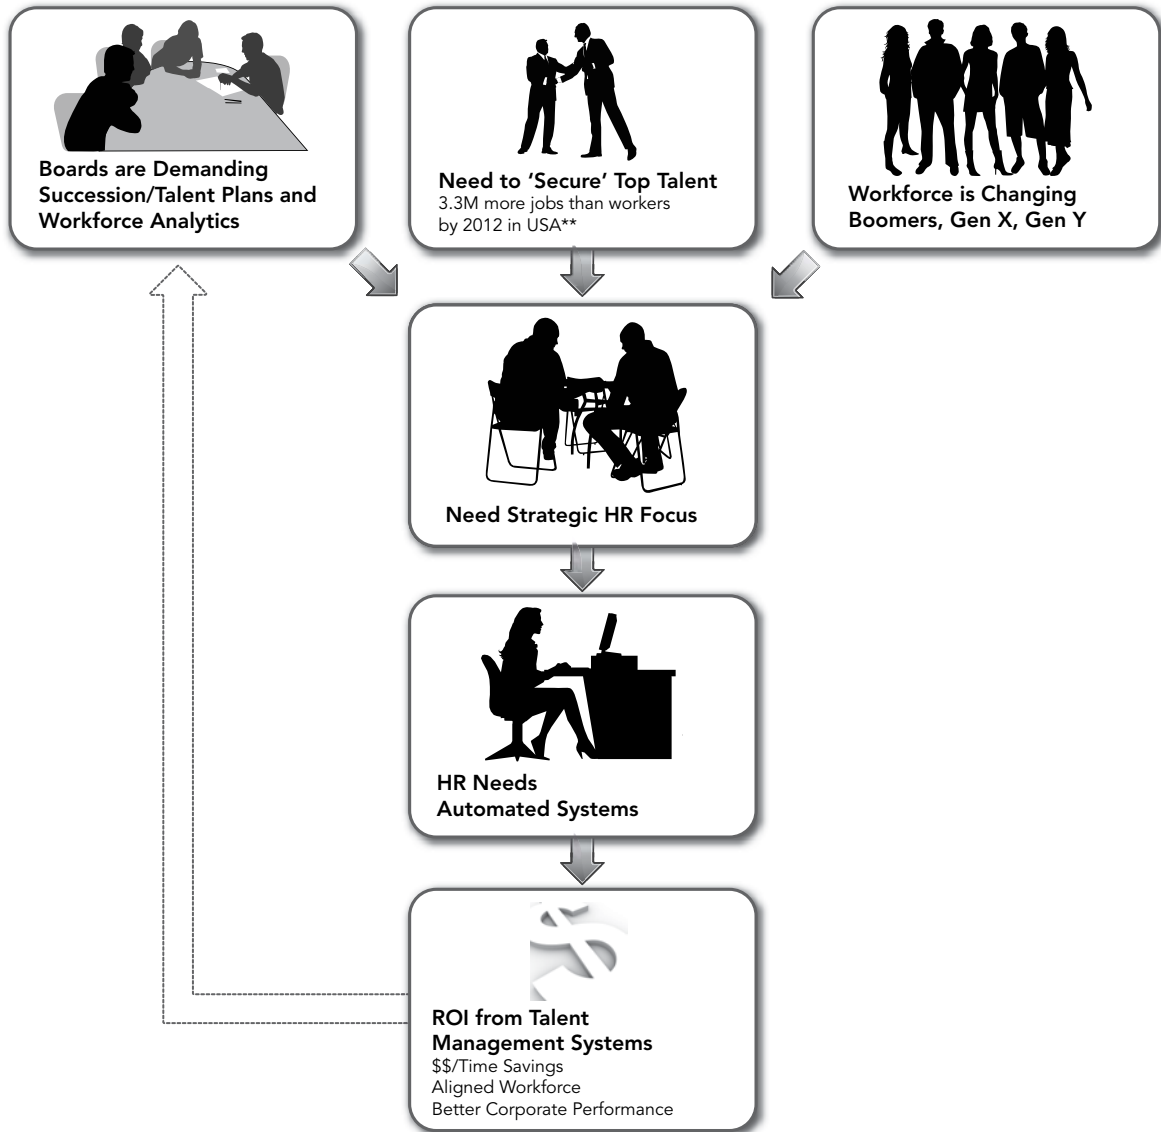 Boards are Demanding
Succession/Talent Plans and
Workforce Analytics
Need to ‘Secure’ Top Talent
3.3M more jobs than workers
by 2012 in USA**
Workforce is Changing
Boomers, Gen X, Gen Y
Need Strategic HR Focus
HR Needs
Automated Systems
$
ROI from Talent
Management Systems
$$/Time Savings
Aligned Workforce
Better Corporate Performance